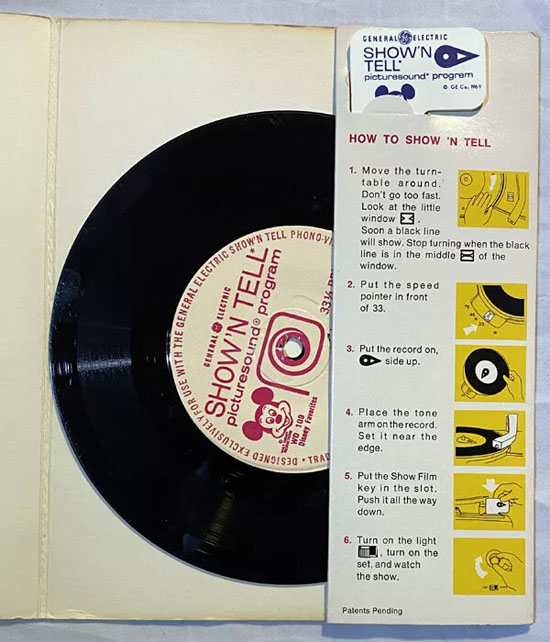 GENERAL GE ELECTRIC
SHOW'N
TELL*
picturesound* program
© GE Co. 1969
HOW TO SHOW 'N TELL
1. Move the turn-
table around.
Don't go too fast.
Look at the little
window .
Soon a black line
will show. Stop turning when the black
line is in the middle of the
window.
2. Put the speed
pointer in front
of 33.
3. Put the record on,
side up.
4. Place the tone
arm on the record.
Set it near the
edge.
5. Put the Show Film
key in the slot.
Push it all the way
down.
6. Turn on the light
, turn on the
set, and watch
the show.
Patents Pending
DESIGNED EXCLUSIVELY FOR USE WITH THE GENERAL ELECTRIC SHOW'N TELL PHONO-VI
GENERAL GE ELECTRIC
SHOW'N TELL*
picturesound® program
33⅓
WD 109
Disney Favorites
• TRAD